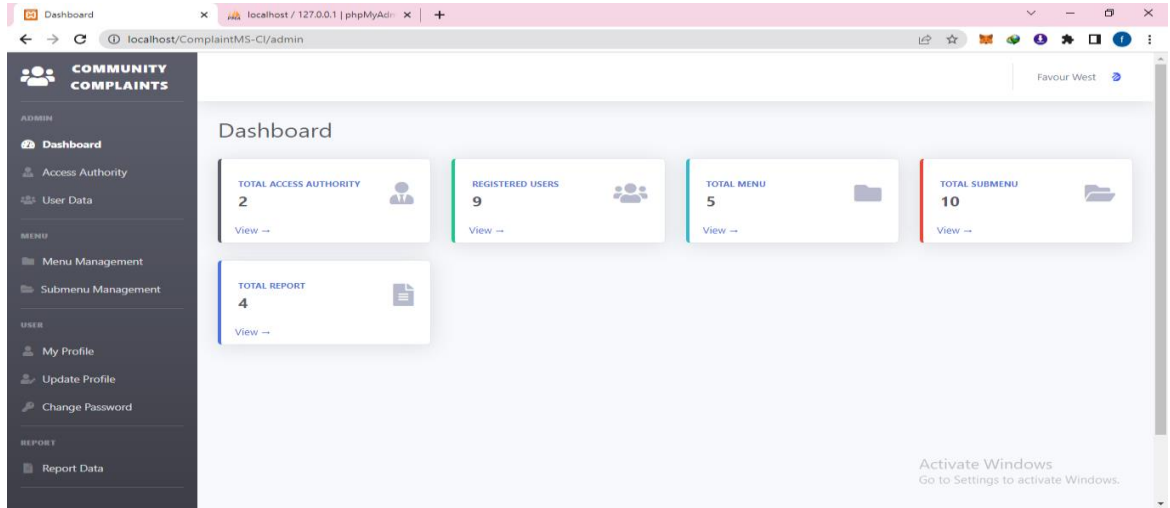 Dashboard
localhost / 127.0.0.1 | phpMyAdm
localhost/ComplaintMS-CI/admin
COMMUNITY
COMPLAINTS
Favour West
ADMIN
Dashboard
Access Authority
User Data
MENU
Menu Management
Submenu Management
USER
My Profile
Update Profile
Change Password
REPORT
Report Data
Dashboard
TOTAL ACCESS AUTHORITY
2
View →
REGISTERED USERS
9
View →
TOTAL MENU
5
View →
TOTAL SUBMENU
10
View →
TOTAL REPORT
4
View →
Activate Windows
Go to Settings to activate Windows.